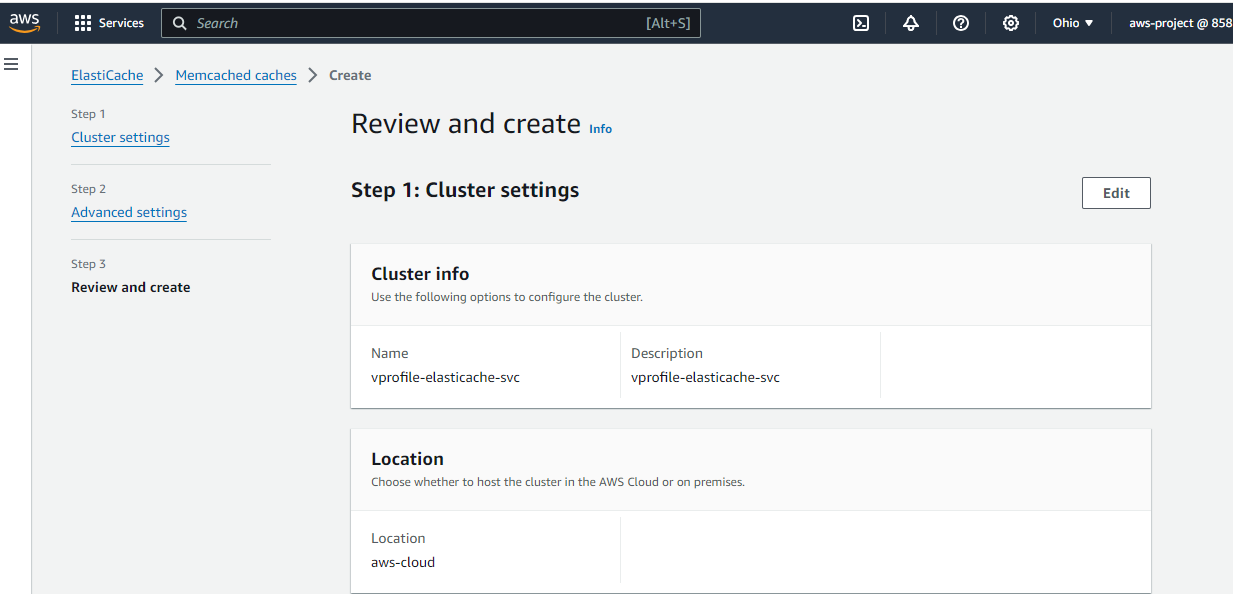 aws
Services
Search
[Alt+S]
Ohio
aws-project @ 858
ElastiCache
Memcached caches
Create
Step 1
Cluster settings
Step 2
Advanced settings
Step 3
Review and create
Review and create Info
Step 1: Cluster settings
Edit
Cluster info
Use the following options to configure the cluster.
Name
vprofile-elasticache-svc
Description
vprofile-elasticache-svc
Location
Choose whether to host the cluster in the AWS Cloud or on premises.
Location
aws-cloud